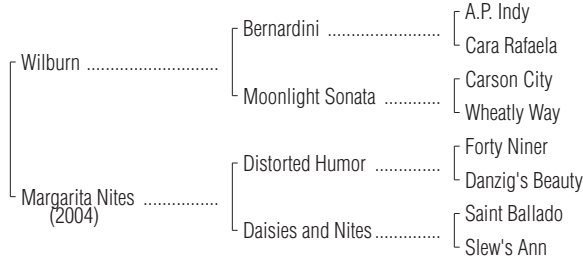 A.P. Indy
Bernardini ........................
Cara Rafaela
Wilburn ............................
Carson City
Moonlight Sonata ............
Wheatly Way
Forty Niner
Distorted Humor ..............
Danzig's Beauty
Margarita Nites ................
(2004)
Saint Ballado
Daisies and Nites ..............
Slew's Ann